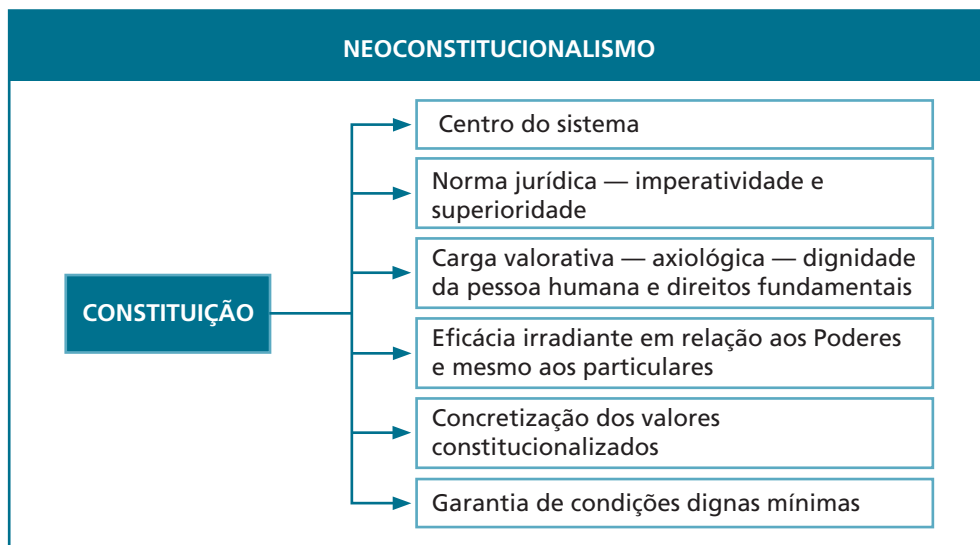 NEOCONSTITUCIONALISMO
CONSTITUIÇÃO
Centro do sistema
Norma jurídica — imperatividade e
superioridade
Carga valorativa — axiológica — dignidade
da pessoa humana e direitos fundamentais
Eficácia irradiante em relação aos Poderes
e mesmo aos particulares
Concretização dos valores
constitucionalizados
Garantia de condições dignas mínimas